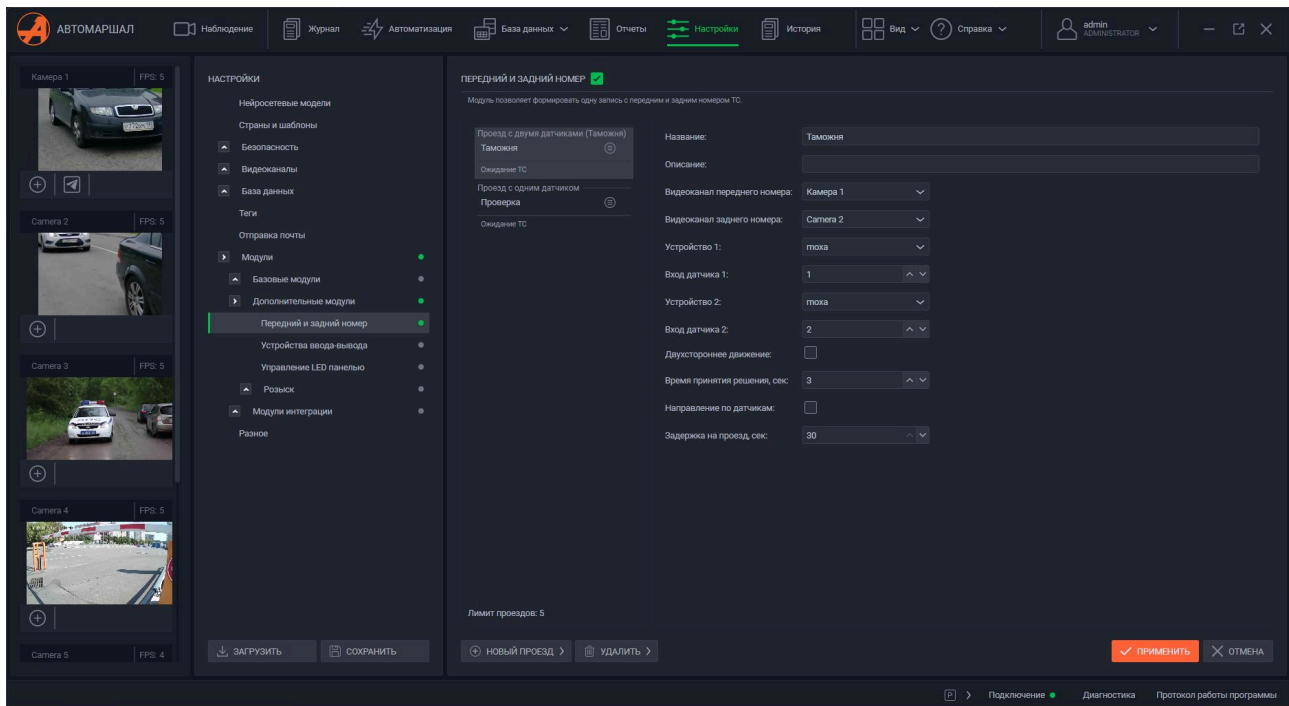 АВТОМАРШАЛ
Наблюдение
Журнал
Автоматизация
База данных
Отчеты
Настройки
История
Вид
Справка
admin
ADMINISTRATOR
Камера 1 FPS: 5
Camera 2 FPS: 5
Camera 3 FPS: 5
Camera 4 FPS: 5
Camera 5 FPS: 4
НАСТРОЙКИ
Нейросетевые модели
Страны и шаблоны
Безопасность
Видеоканалы
База данных
Теги
Отправка почты
Модули
Базовые модули
Дополнительные модули
Передний и задний номер
Устройства ввода-вывода
Управление LED панелью
Розыск
Модули интеграции
Разное
ЗАГРУЗИТЬ
СОХРАНИТЬ
ПЕРЕДНИЙ И ЗАДНИЙ НОМЕР
Модуль позволяет формировать одну запись с передним и задним номером ТС.
Проезд с двумя датчиками (Таможня)
Таможня
Ожидание ТС
Проезд с одним датчиком
Проверка
Ожидание ТС
Лимит проездов: 5
НОВЫЙ ПРОЕЗД
УДАЛИТЬ
Название: Таможня
Описание:
Видеоканал переднего номера: Камера 1
Видеоканал заднего номера: Camera 2
Устройство 1: moxa
Вход датчика 1: 1
Устройство 2: moxa
Вход датчика 2: 2
Двухстороннее движение:
Время принятия решения, сек: 3
Направление по датчикам:
Задержка на проезд, сек: 30
ПРИМЕНИТЬ
ОТМЕНА
P
Подключение
Диагностика
Протокол работы программы